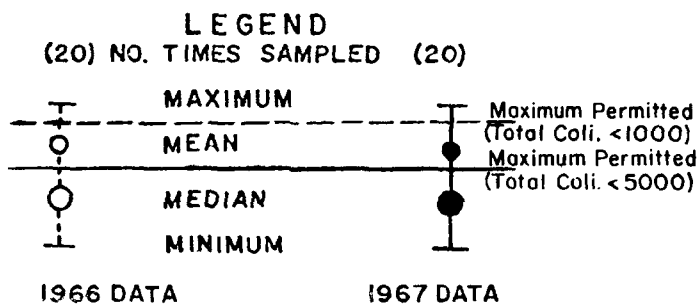 LEGEND
(20) NO. TIMES SAMPLED (20)
MAXIMUM
Maximum Permitted
(Total Coli. <1000)
MEAN
Maximum Permitted
(Total Coli. <5000)
MEDIAN
MINIMUM
1966 DATA 1967 DATA